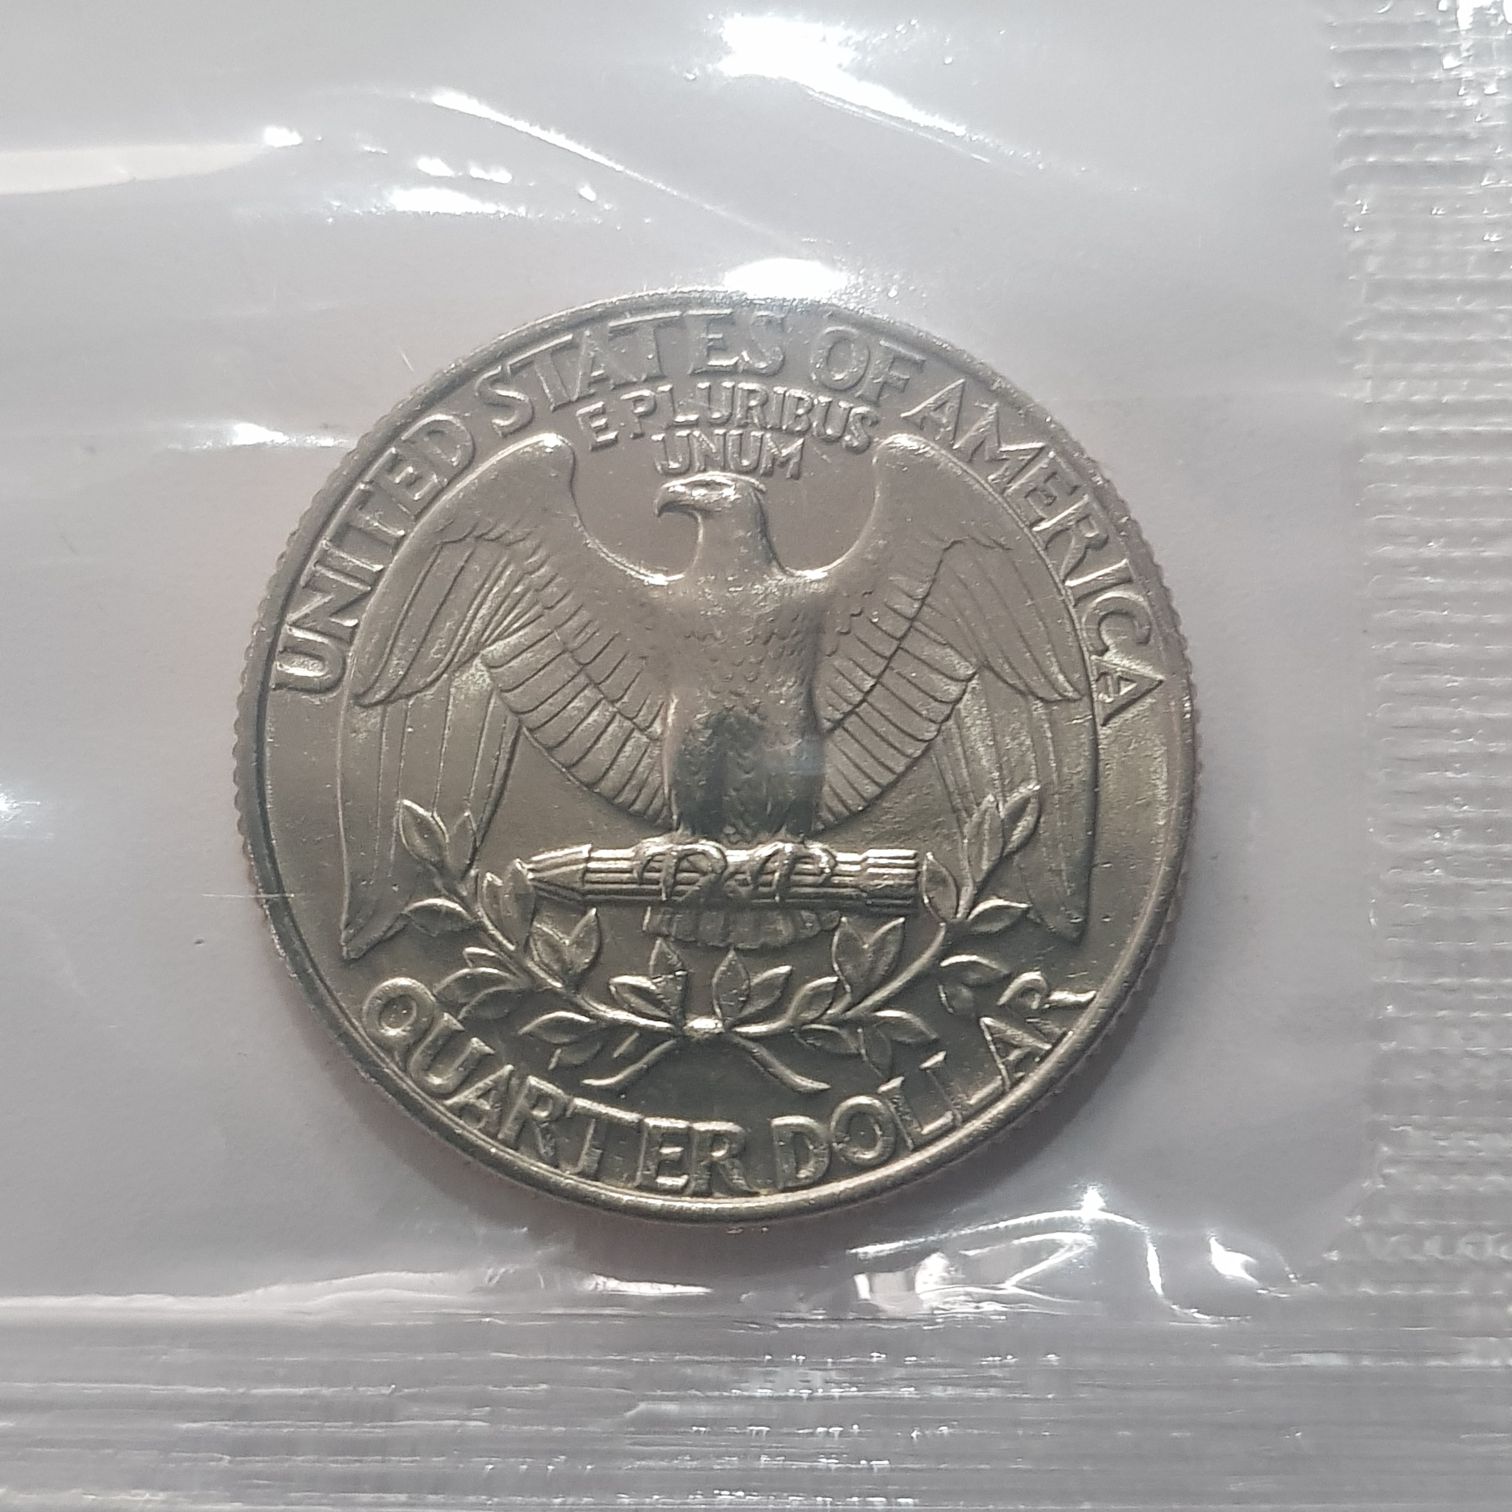 UNITED STATES OF AMERICA
E PLURIBUS
UNUM
QUARTER DOLLAR